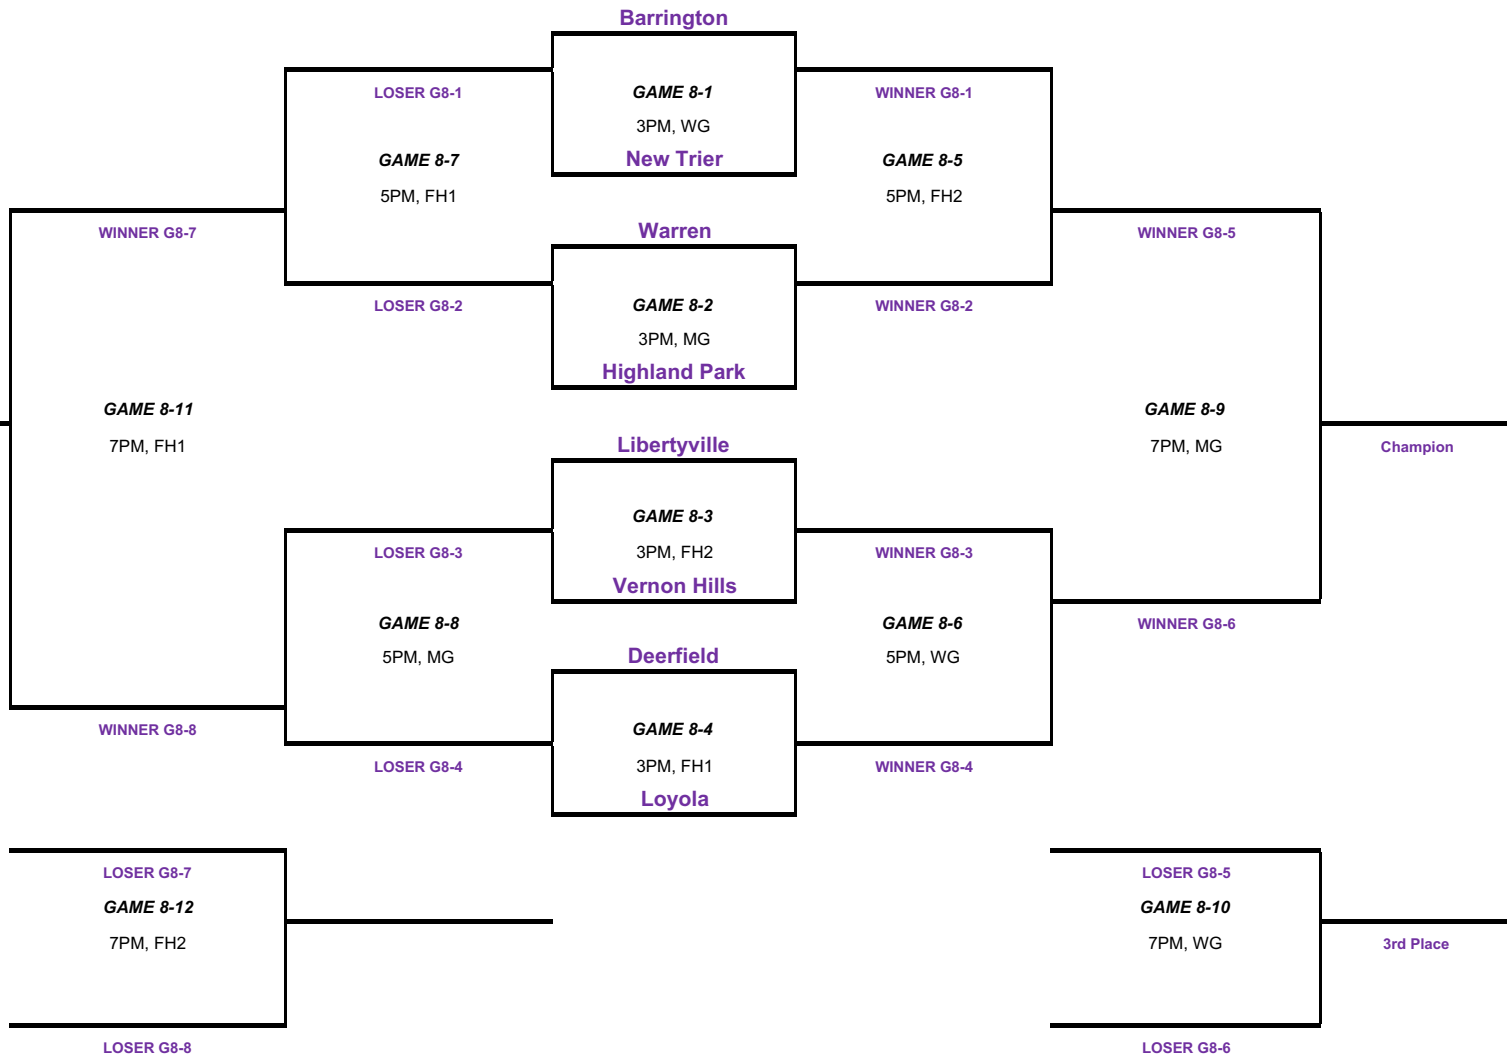 Barrington
LOSER G8-1
GAME 8-1
WINNER G8-1
3PM, WG
GAME 8-7
New Trier
GAME 8-5
5PM, FH1
5PM, FH2
WINNER G8-7
Warren
WINNER G8-5
LOSER G8-2
GAME 8-2
WINNER G8-2
3PM, MG
Highland Park
GAME 8-11
GAME 8-9
7PM, FH1
Libertyville
7PM, MG
Champion
GAME 8-3
LOSER G8-3
3PM, FH2
WINNER G8-3
Vernon Hills
GAME 8-8
GAME 8-6
WINNER G8-6
5PM, MG
Deerfield
5PM, WG
WINNER G8-8
GAME 8-4
LOSER G8-4
3PM, FH1
WINNER G8-4
Loyola
LOSER G8-7
LOSER G8-5
GAME 8-12
GAME 8-10
7PM, FH2
7PM, WG
3rd Place
LOSER G8-8
LOSER G8-6